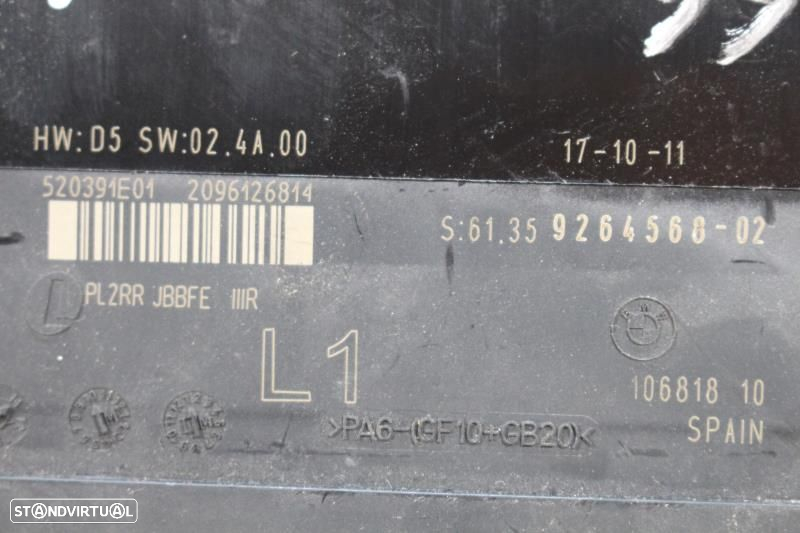 HW: D5 SW:02.4A.00
17-10-11
520391E01 2096126814
S:61.35 9264568-02
PL2RR JBBFE IIIR
L1
BMW
106818 10
>PA6-(GF10+GB20)<
SPAIN
STANDVIRTUAL